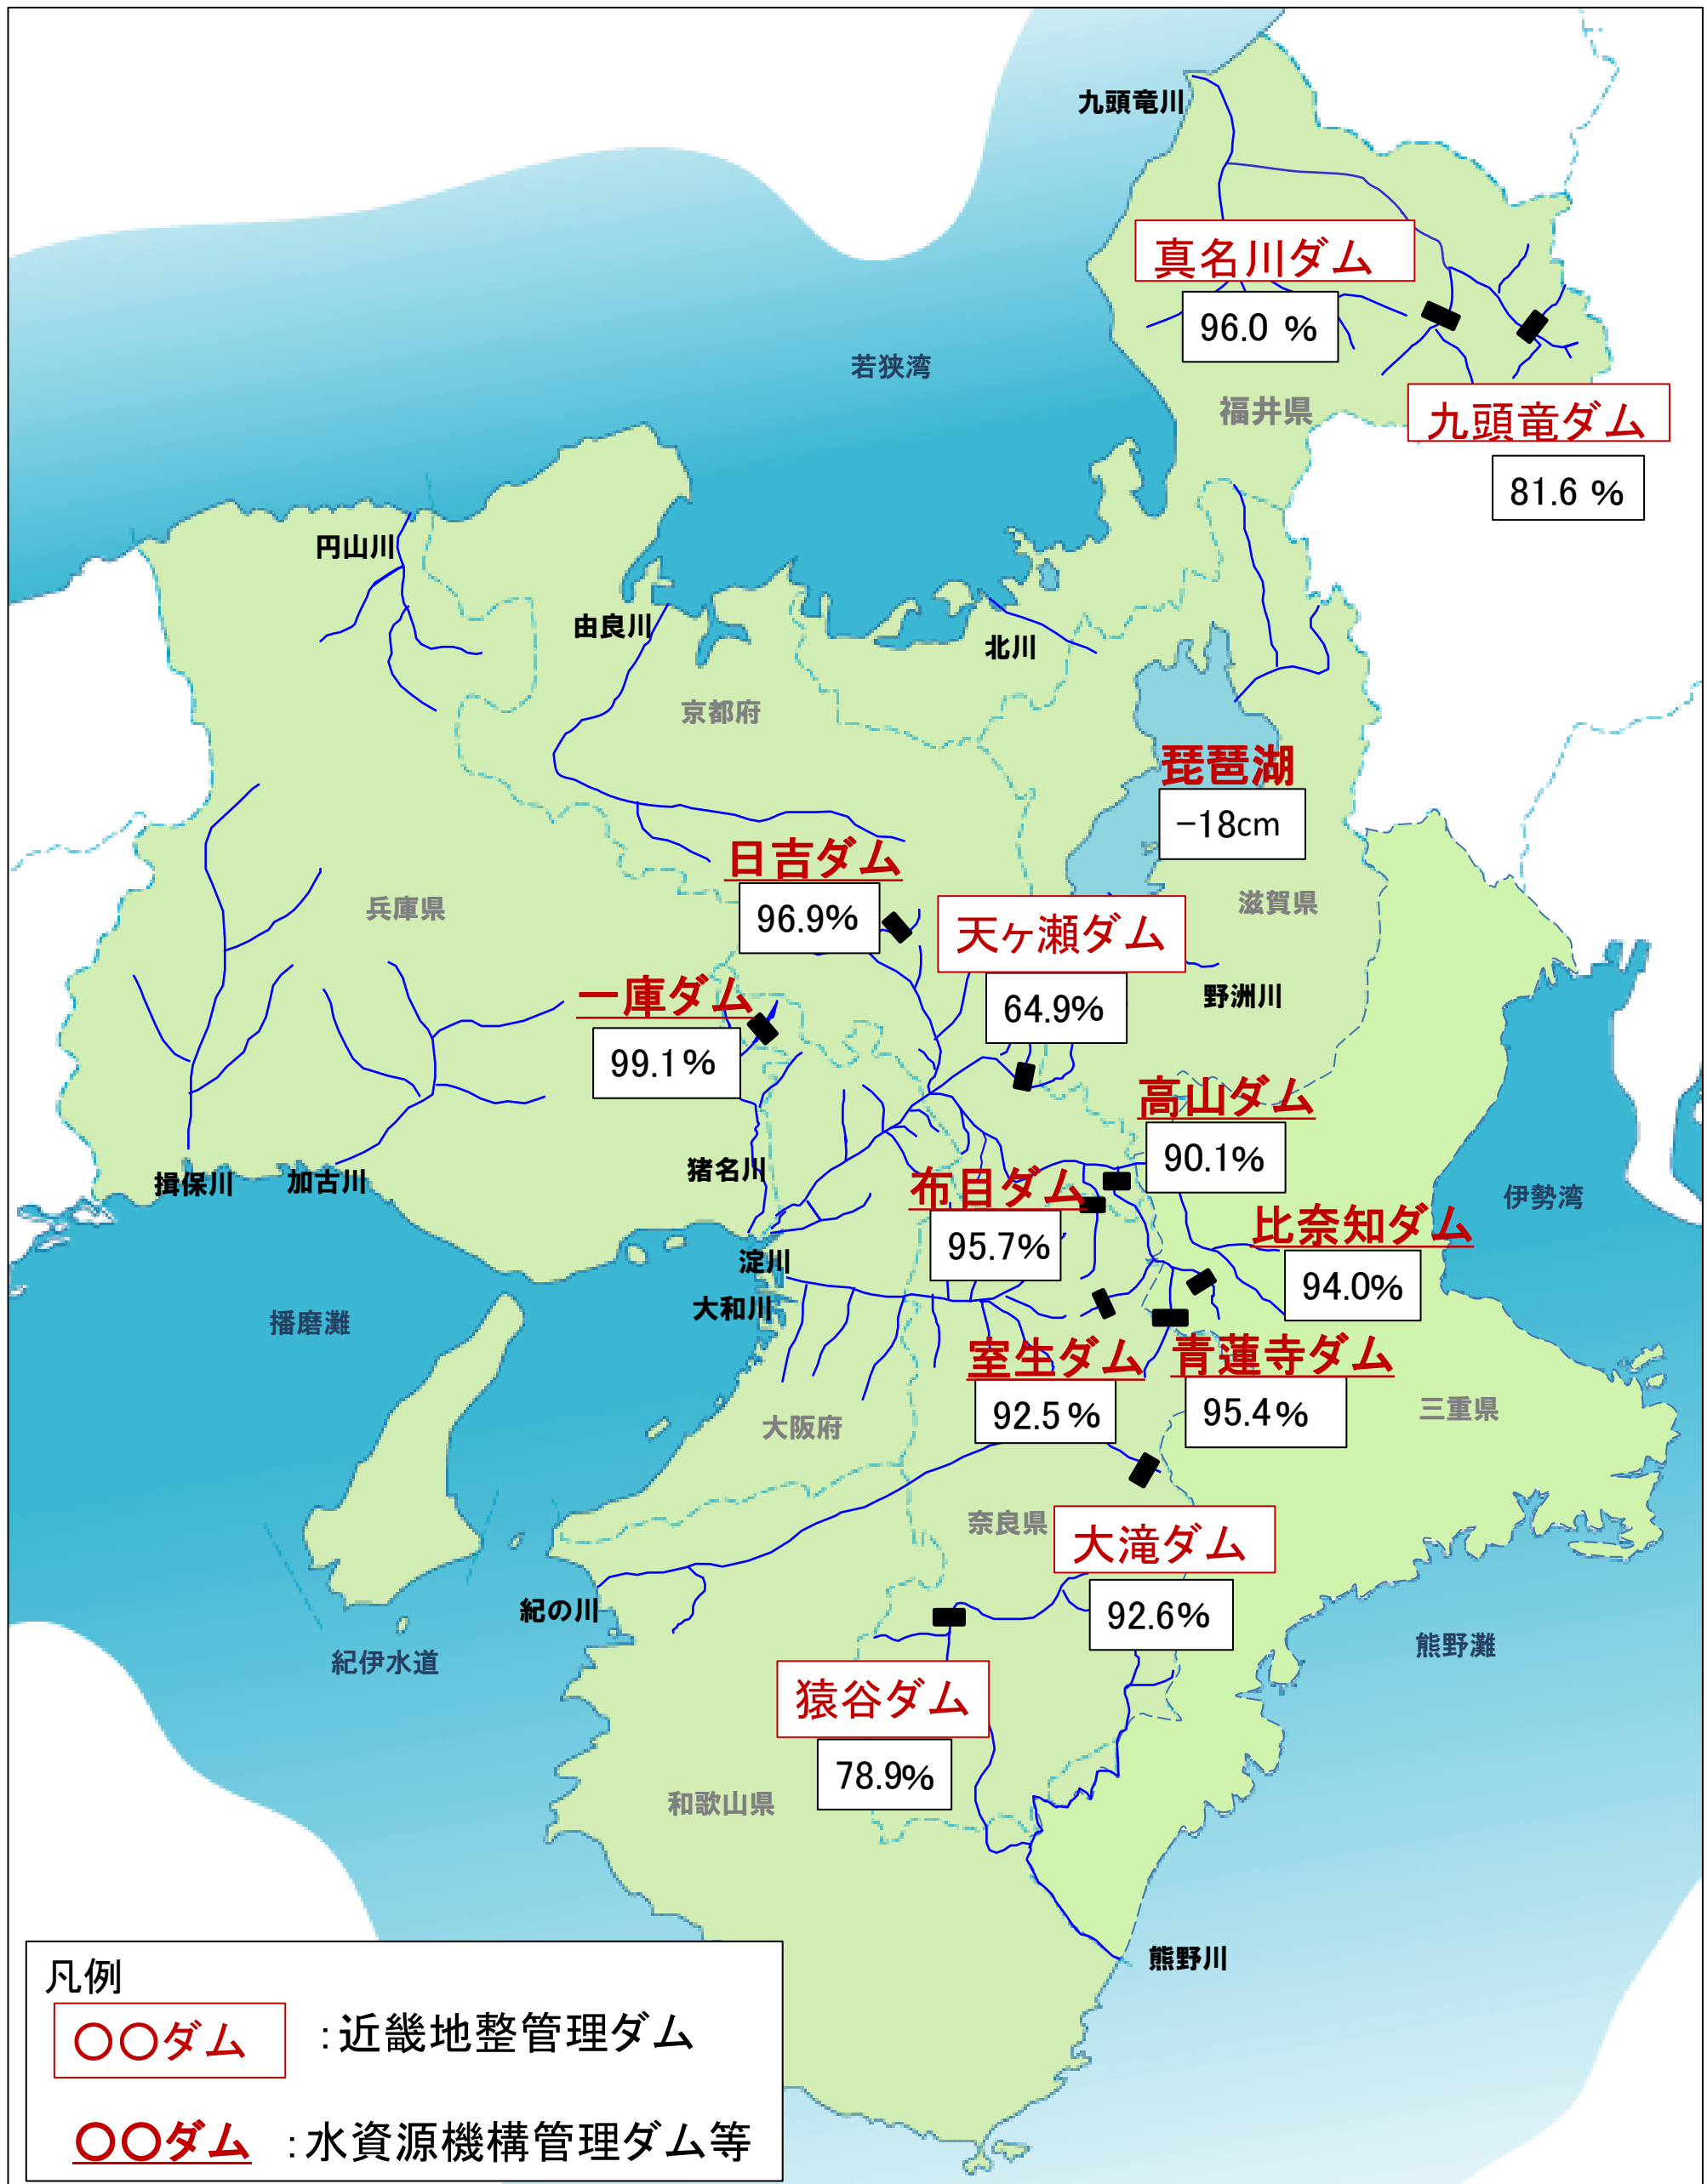 九頭竜川
真名川ダム
96.0 %
若狭湾
福井県
九頭竜ダム
81.6 %
円山川
由良川
北川
京都府
琵琶湖
−18cm
日吉ダム
96.9%
兵庫県
天ヶ瀬ダム
64.9%
滋賀県
野洲川
一庫ダム
99.1%
高山ダム
90.1%
猪名川
揖保川
加古川
布目ダム
95.7%
伊勢湾
比奈知ダム
94.0%
淀川
大和川
播磨灘
室生ダム
92.5%
青蓮寺ダム
95.4%
三重県
大阪府
奈良県
大滝ダム
92.6%
紀の川
紀伊水道
熊野灘
猿谷ダム
78.9%
和歌山県
熊野川
凡例
〇〇ダム :近畿地整管理ダム
〇〇ダム :水資源機構管理ダム等